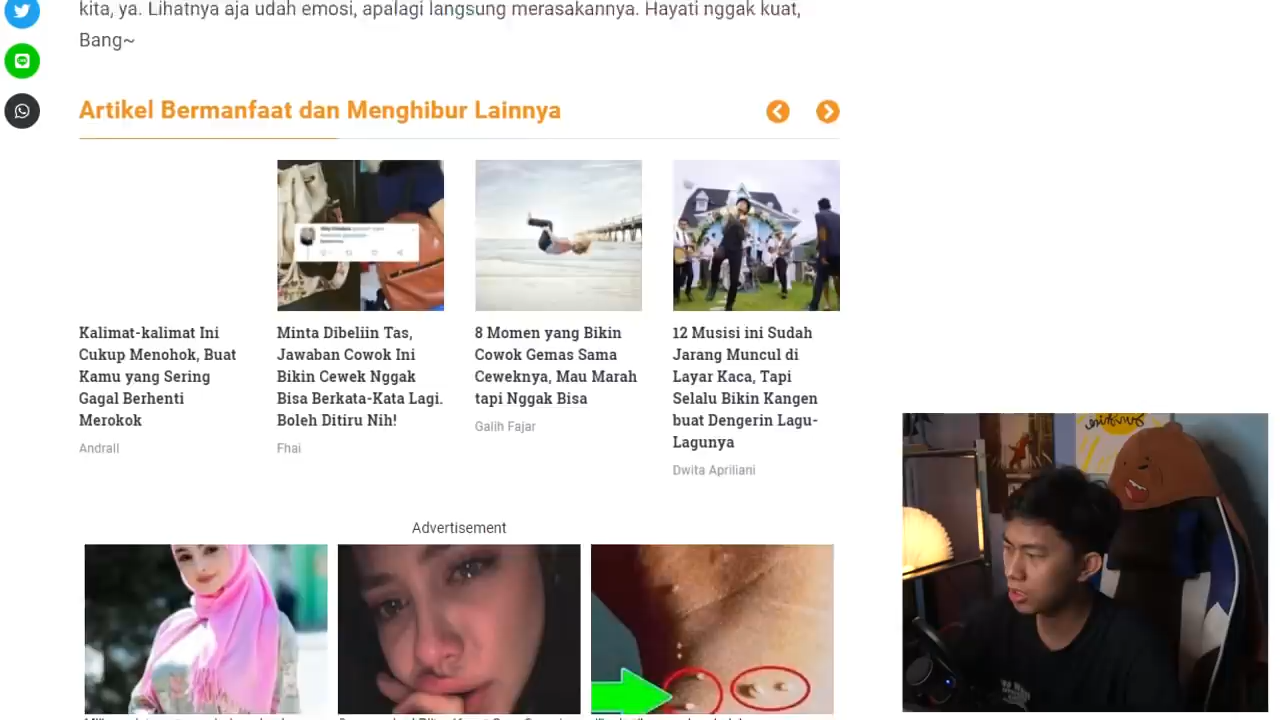 kita, ya. Lihatnya aja udah emosi, apalagi langsung merasakannya. Hayati nggak kuat,
Bang~
Artikel Bermanfaat dan Menghibur Lainnya
Kalimat-kalimat Ini
Cukup Menohok, Buat
Kamu yang Sering
Gagal Berhenti
Merokok
Andrall
Minta Dibeliin Tas,
Jawaban Cowok Ini
Bikin Cewek Nggak
Bisa Berkata-Kata Lagi.
Boleh Ditiru Nih!
Fhai
8 Momen yang Bikin
Cowok Gemas Sama
Ceweknya, Mau Marah
tapi Nggak Bisa
Galih Fajar
12 Musisi ini Sudah
Jarang Muncul di
Layar Kaca, Tapi
Selalu Bikin Kangen
buat Dengerin Lagu-
Lagunya
Dwita Apriliani
Advertisement